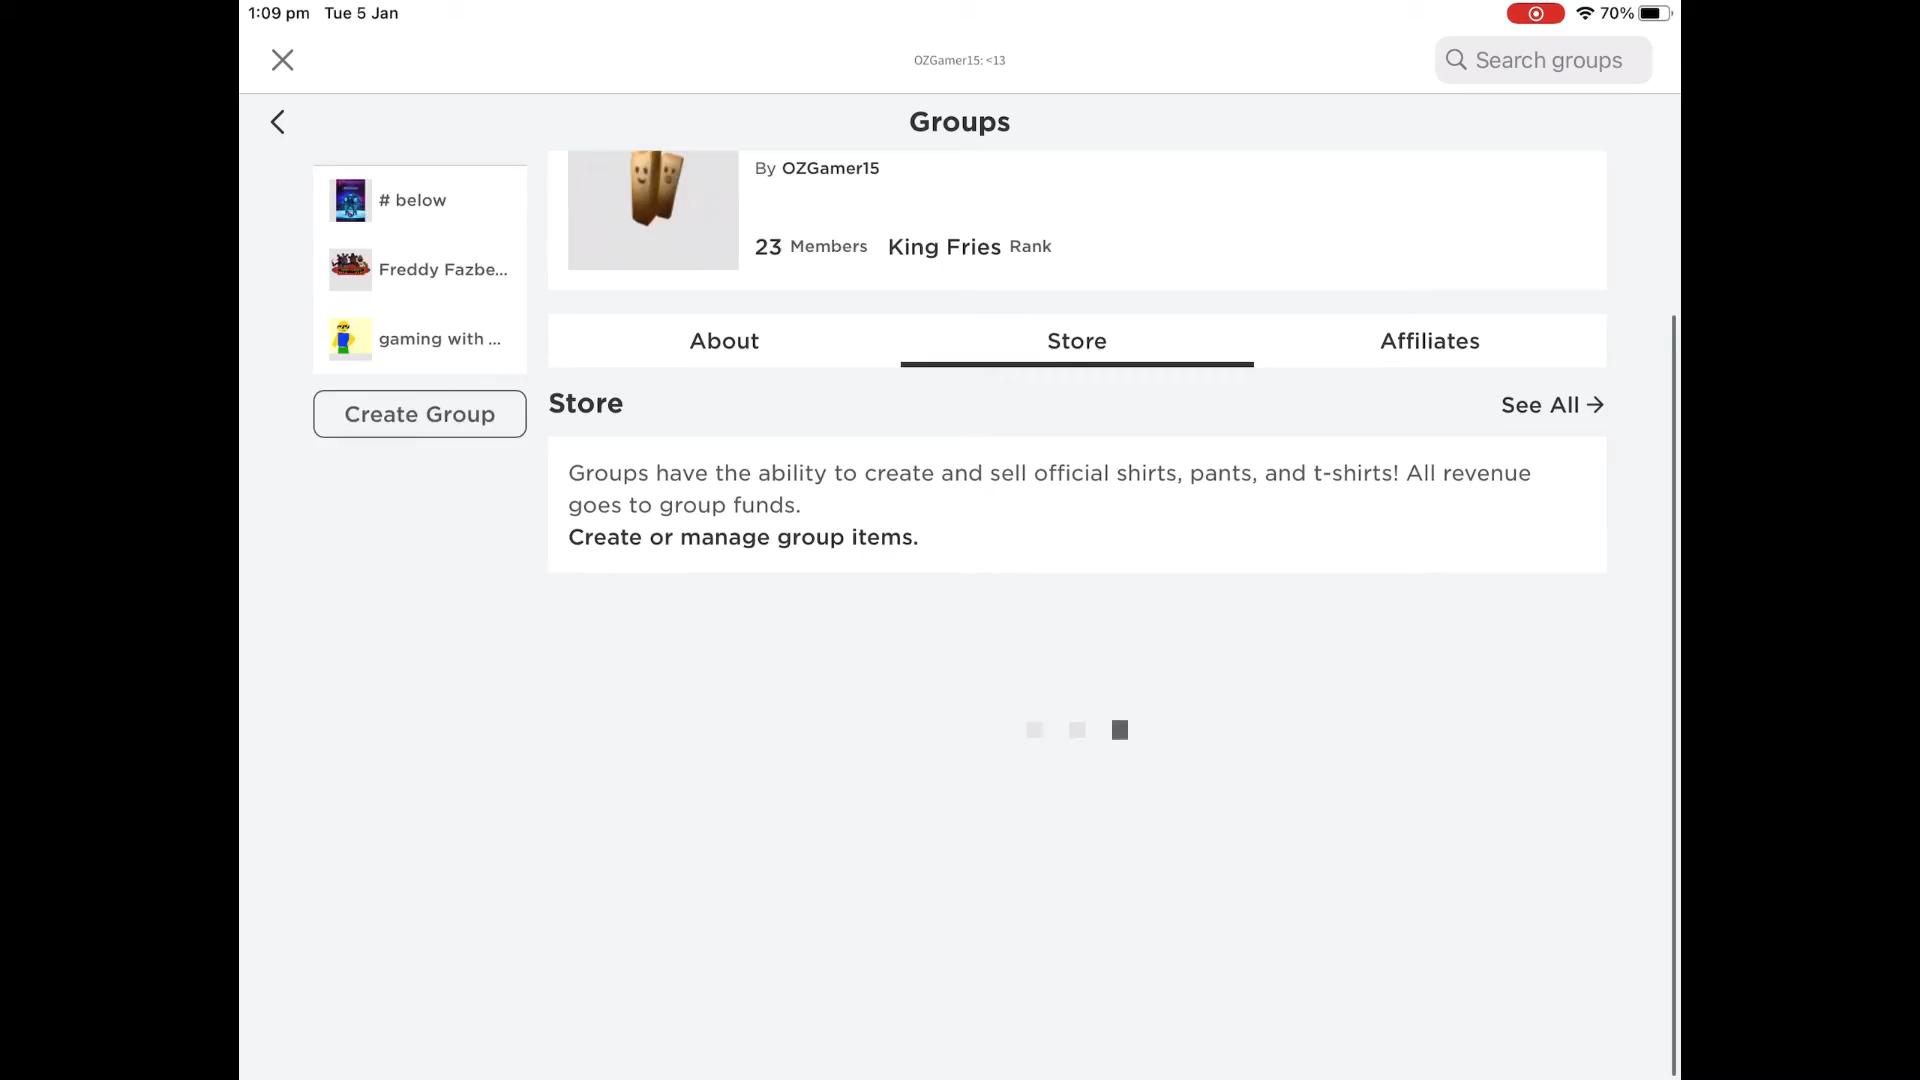 1:09 pm Tue 5 Jan
70%
OZGamer15: <13
Search groups
Groups
# below
Freddy Fazbe...
gaming with ...
Create Group
By OZGamer15
23 Members King Fries Rank
About Store Affiliates
Store
See All →
Groups have the ability to create and sell official shirts, pants, and t-shirts! All revenue
goes to group funds.
Create or manage group items.